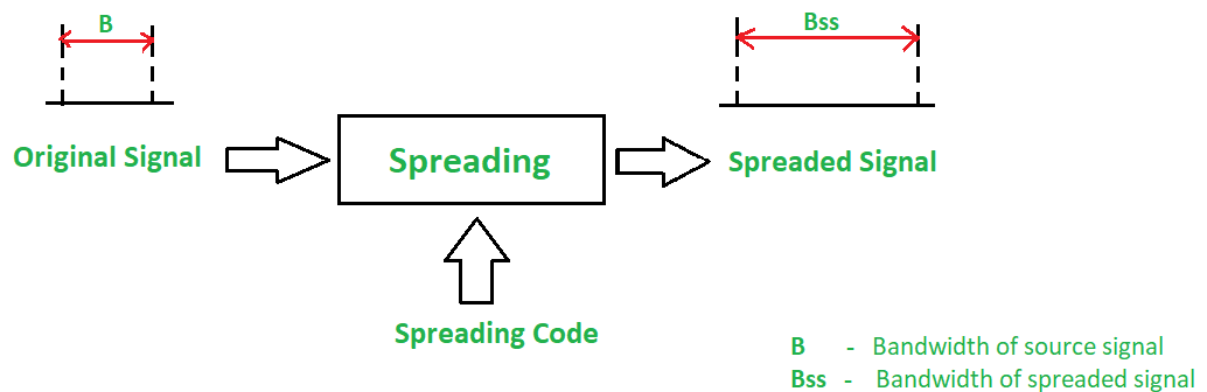 B
Bss
Original Signal
Spreading
Spreaded Signal
Spreading Code
B - Bandwidth of source signal
Bss - Bandwidth of spreaded signal